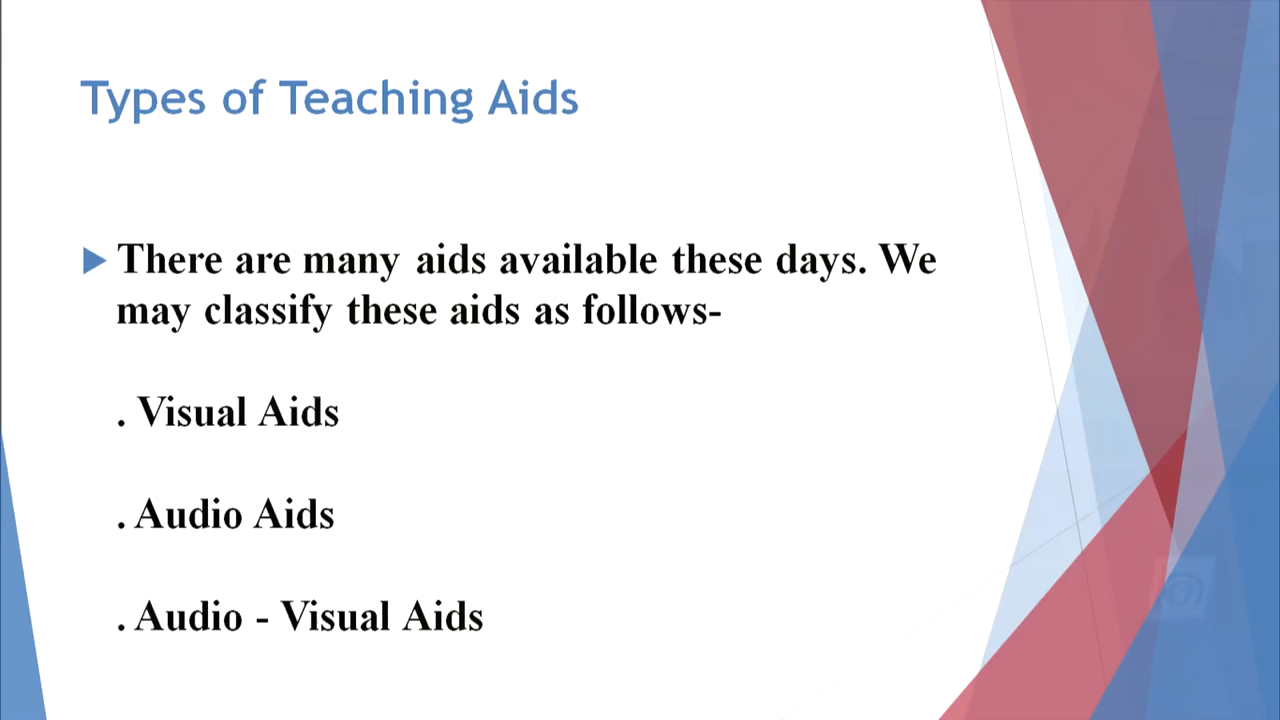 Types of Teaching Aids
There are many aids available these days. We
may classify these aids as follows-
. Visual Aids
. Audio Aids
. Audio - Visual Aids